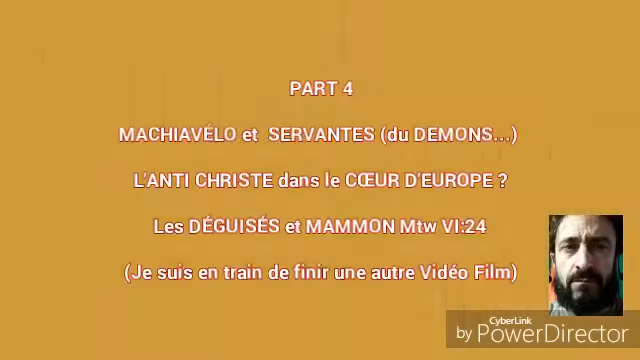 PART 4
MACHIAVÉLO et SERVANTES (du DEMONS...)
L'ANTI CHRISTE dans le CŒUR D'EUROPE ?
Les DÉGUISÉS et MAMMON Mtw VI:24
(Je suis en train de finir une autre Vidéo Film)
CyberLink
by PowerDirector